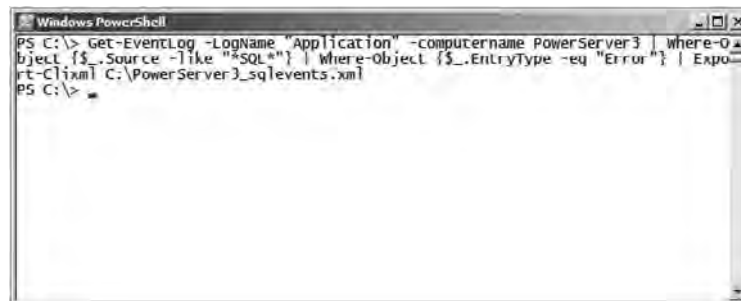 Windows PowerShell
PS C:\> Get-EventLog -LogName "Application" -computername PowerServer3 | Where-O
bject {$_.Source -like "*SQL*"} | Where-Object {$_.EntryType -eq "Error"} | Expo
rt-Clixml C:\PowerServer3_sqlevents.xml
PS C:\> _